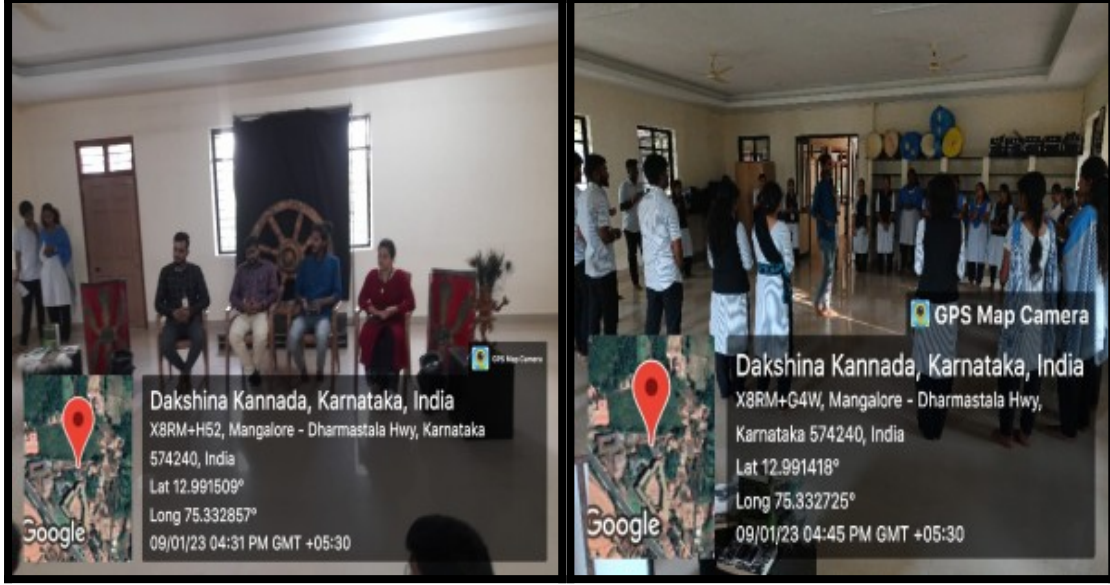 GPS Map Camera
Dakshina Kannada, Karnataka, India
X8RM+H52, Mangalore - Dharmastala Hwy, Karnataka
574240, India
Lat 12.991509°
Long 75.332857°
09/01/23 04:31 PM GMT +05:30
Google
GPS Map Camera
Dakshina Kannada, Karnataka, India
X8RM+G4W, Mangalore - Dharmastala Hwy,
Karnataka 574240, India
Lat 12.991418°
Long 75.332725°
09/01/23 04:45 PM GMT +05:30
Google